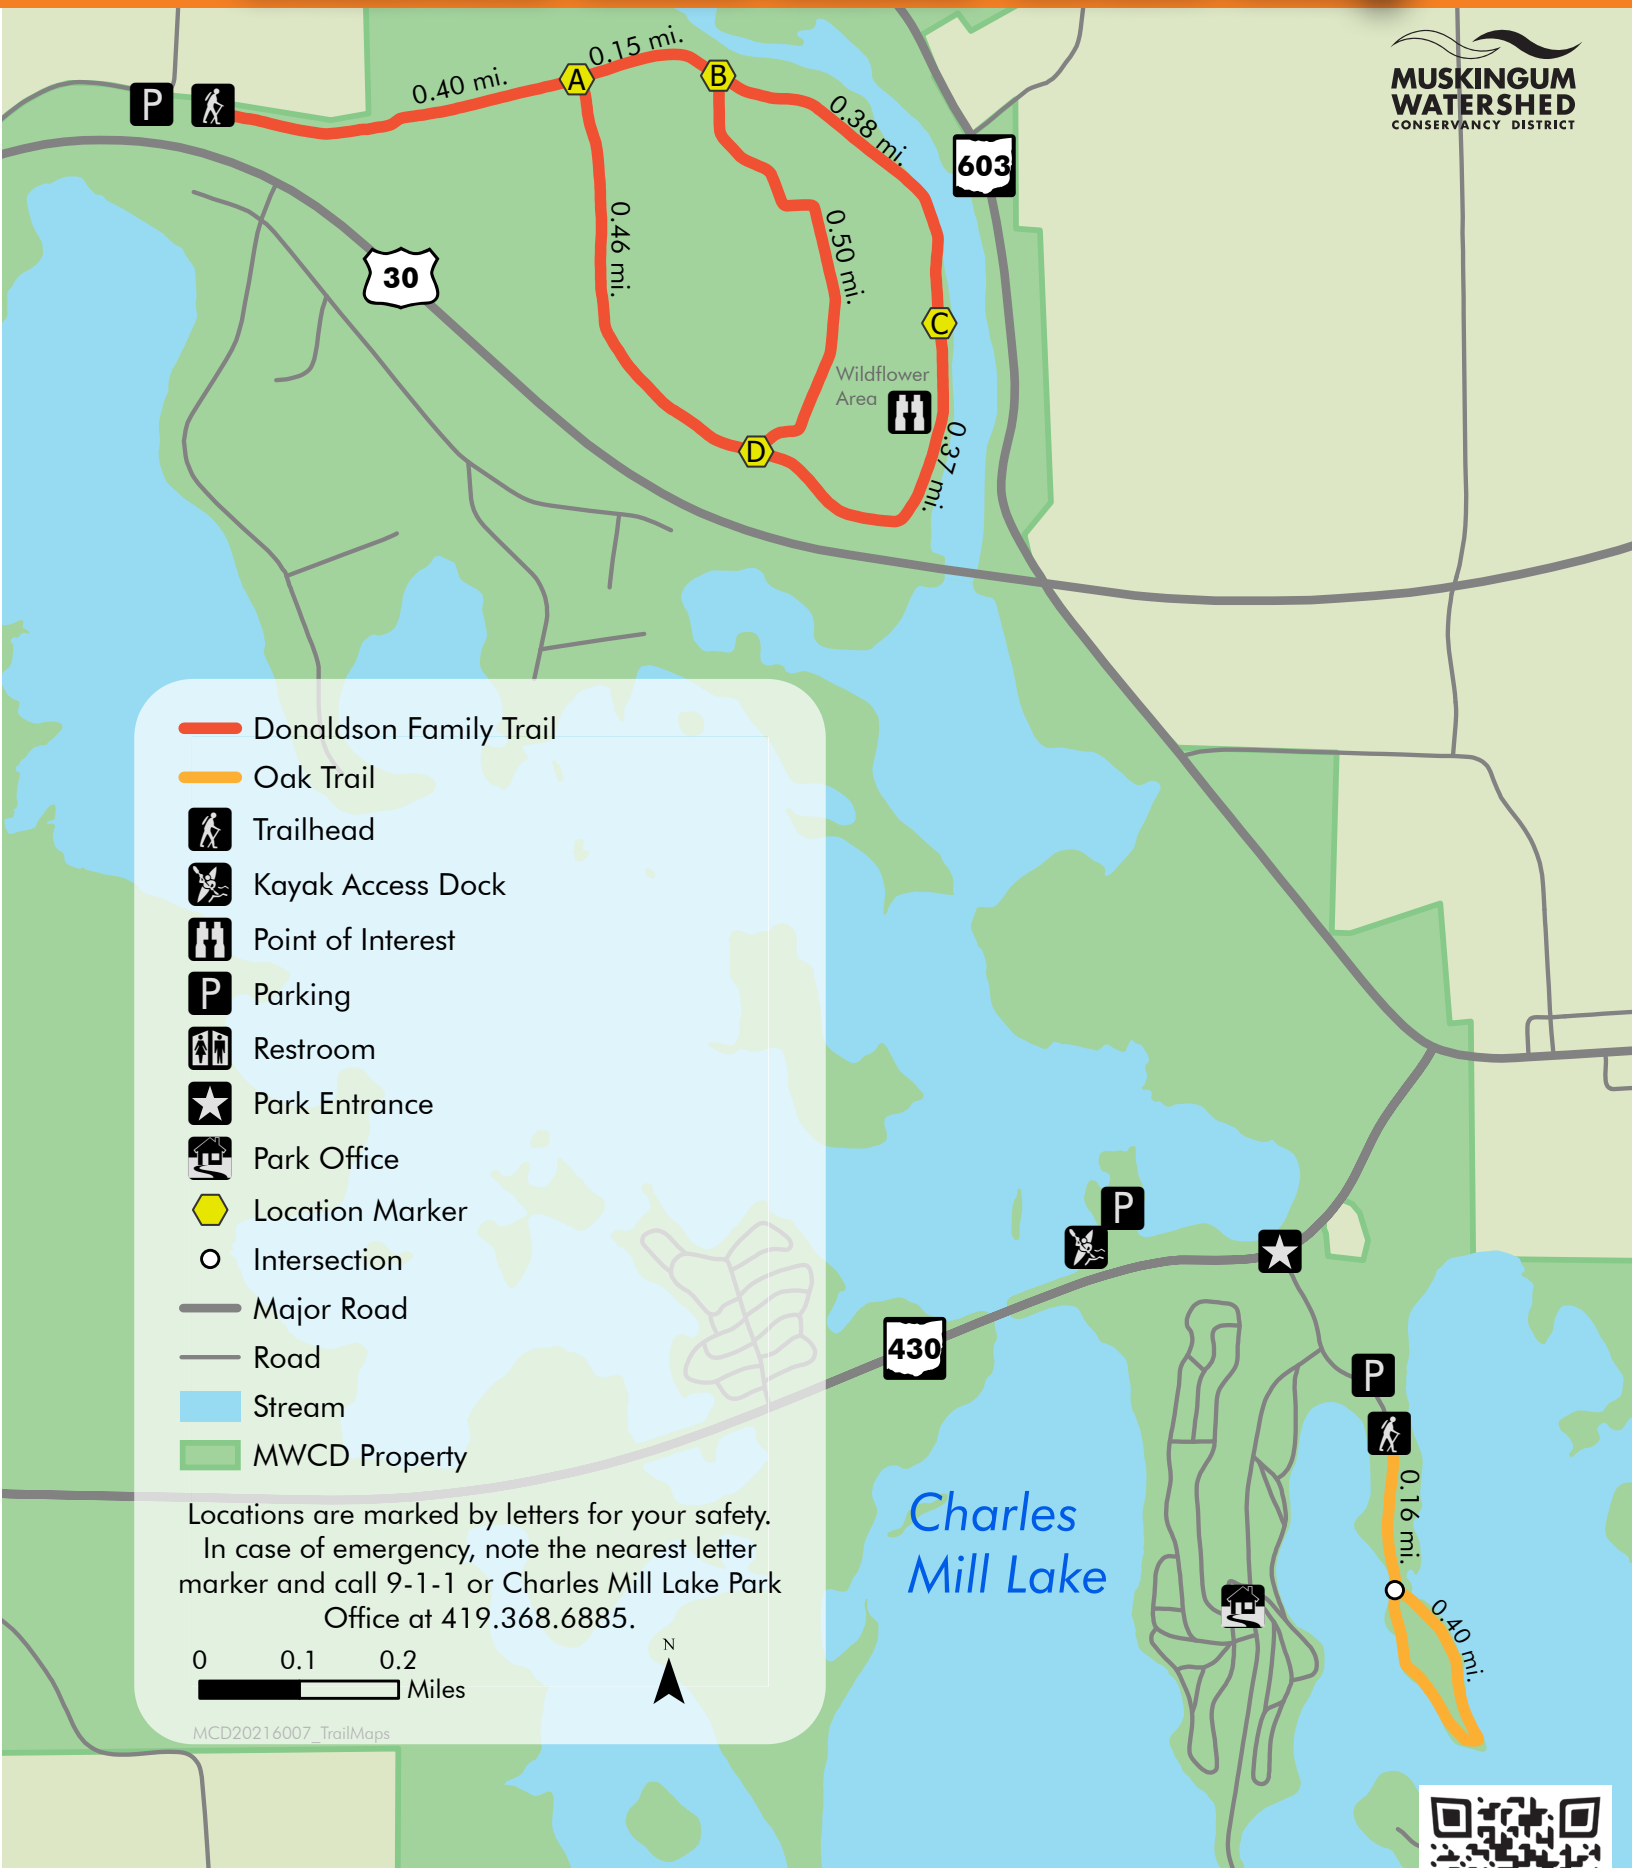 MUSKINGUM
WATERSHED
CONSERVANCY DISTRICT
P
0.40 mi.
A
0.15 mi.
B
0.38 mi.
603
0.46 mi.
0.50 mi.
30
C
Wildflower
Area
0.37 mi.
D
Donaldson Family Trail
Oak Trail
Trailhead
Kayak Access Dock
Point of Interest
P
Parking
Restroom
Park Entrance
Park Office
Location Marker
Intersection
Major Road
Road
Stream
MWCD Property
Locations are marked by letters for your safety.
In case of emergency, note the nearest letter
marker and call 9-1-1 or Charles Mill Lake Park
Office at 419.368.6885.
N
0 0.1 0.2
Miles
MCD20216007_TrailMaps
P
430
P
0.16 mi.
Charles
Mill Lake
0.40 mi.